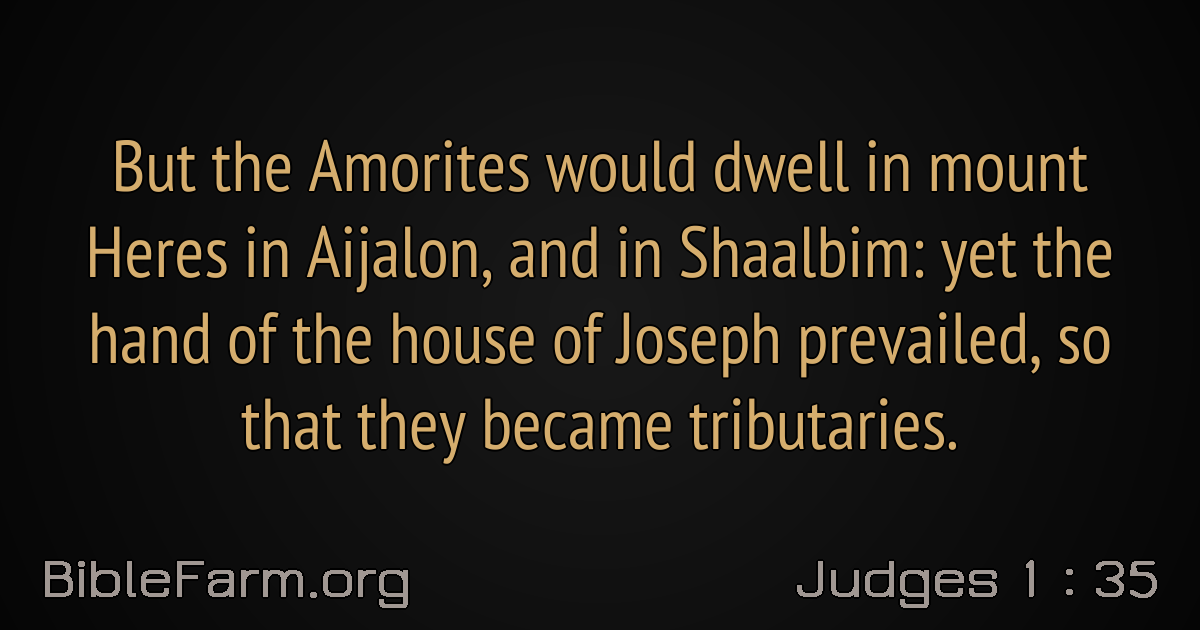 But the Amorites would dwell in mount
Heres in Aijalon, and in Shaalbim: yet the
hand of the house of Joseph prevailed, so
that they became tributaries.
BibleFarm.org
Judges 1 : 35